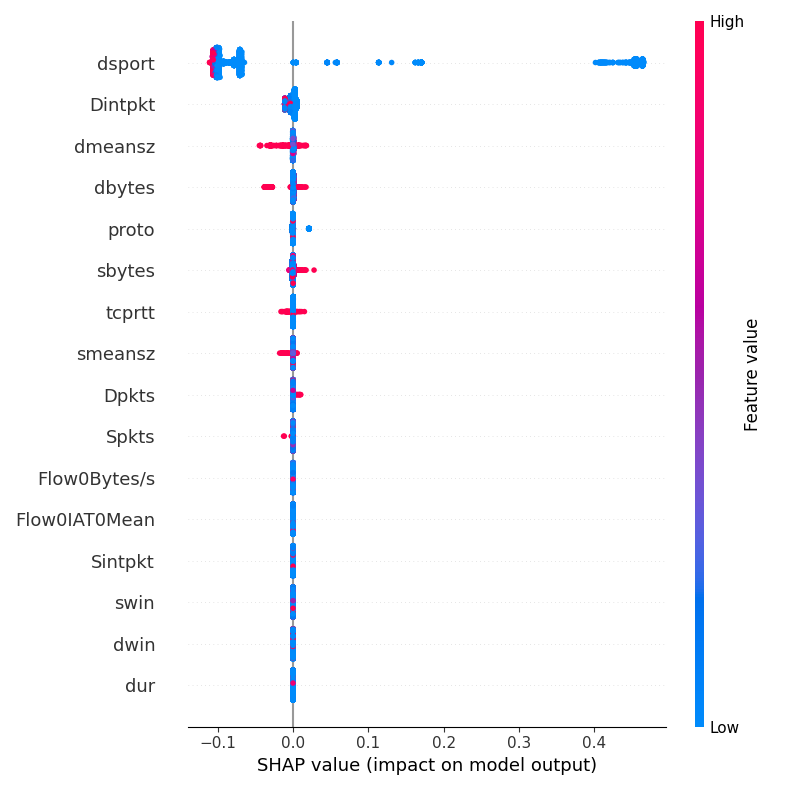 High
dsport
Dintpkt
dmeansz
dbytes
proto
sbytes
tcprtt
smeansz
Dpkts
Spkts
Flow0Bytes/s
Flow0IAT0Mean
Sintpkt
swin
dwin
dur
Feature value
Low
−0.1 0.0 0.1 0.2 0.3 0.4
SHAP value (impact on model output)